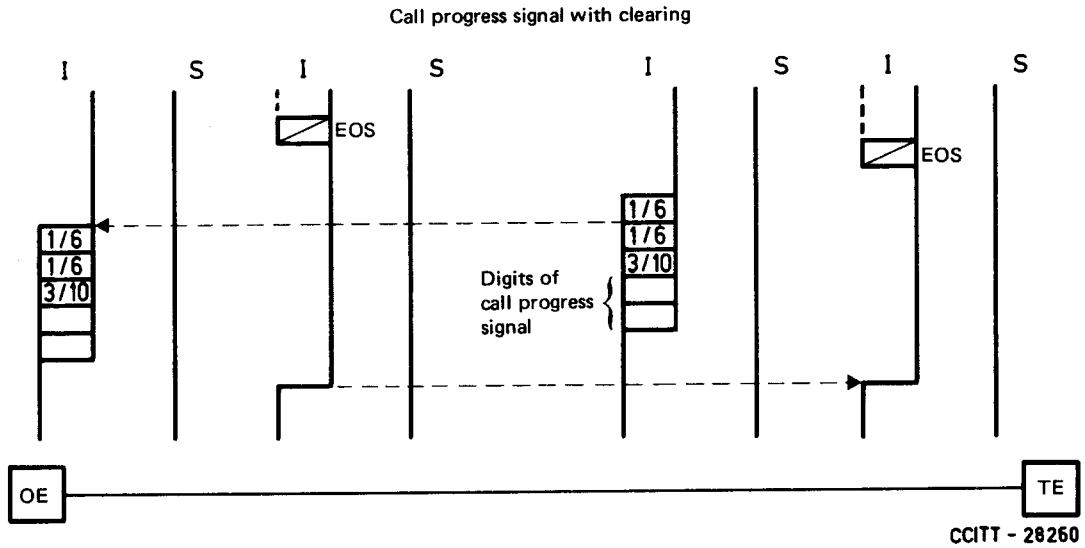 Call progress signal with clearing
I S I S I S I S
EOS
EOS
1/6
1/6
3/10
1/6
1/6
3/10
Digits of
call progress
signal
OE
TE
CCITT - 28260